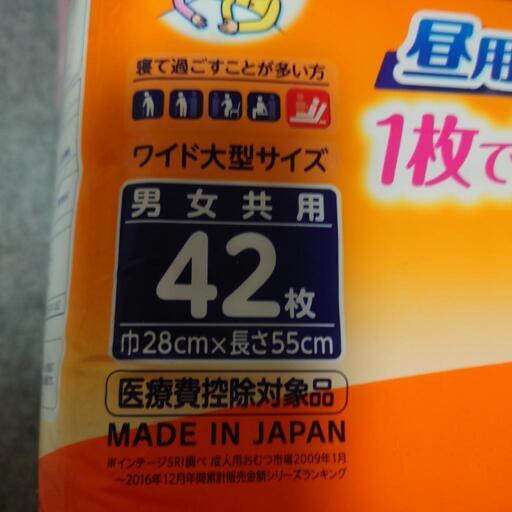 寝て過ごすことが多い方
昼用
1枚で
ワイド大型サイズ
男女共用
42枚
巾28cm×長さ55cm
医療費控除対象品
MADE IN JAPAN
※インテージSRI調べ 成人用おむつ市場2009年1月
～2016年12月年間累計販売金額シリーズランキング